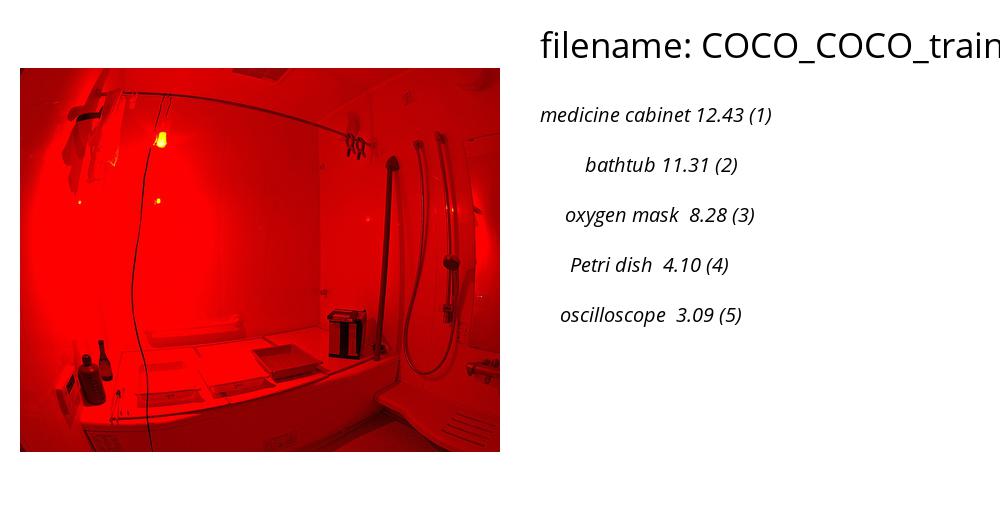 filename: COCO_COCO_train
medicine cabinet 12.43 (1)
bathtub 11.31 (2)
oxygen mask 8.28 (3)
Petri dish 4.10 (4)
oscilloscope 3.09 (5)